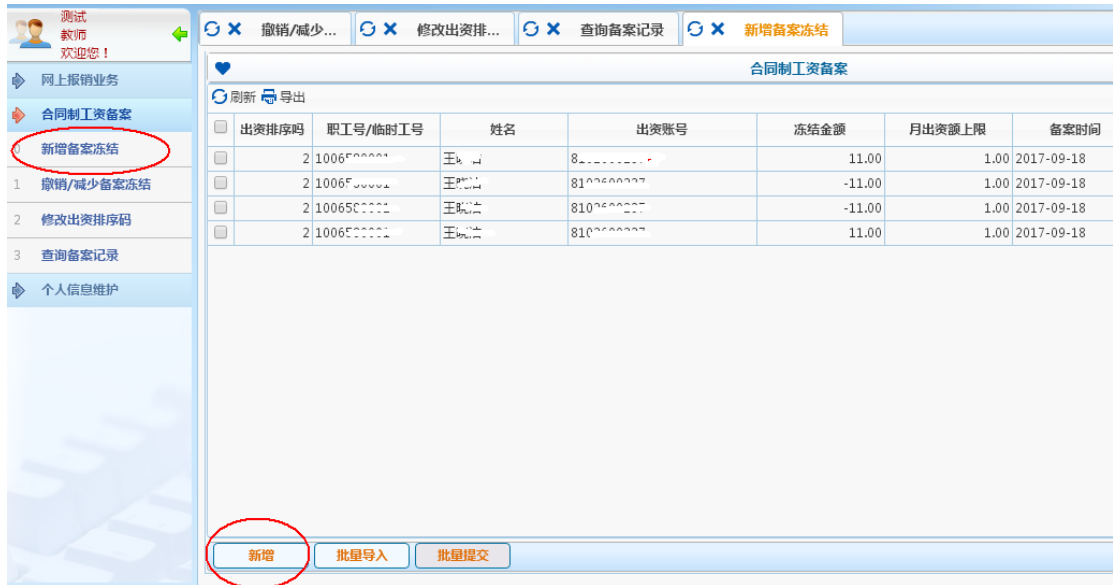 测试
教师
欢迎您！
撤销/减少... 修改出资排... 查询备案记录 新增备案冻结
网上报销业务
合同制工资备案
0 新增备案冻结
1 撤销/减少备案冻结
2 修改出资排序码
3 查询备案记录
个人信息维护
合同制工资备案
刷新 导出
出资排序吗 职工号/临时工号 姓名 出资账号 冻结金额 月出资额上限 备案时间
2 11.00 1.00 2017-09-18
2 -11.00 1.00 2017-09-18
2 -11.00 1.00 2017-09-18
2 11.00 1.00 2017-09-18
新增 批量导入 批量提交